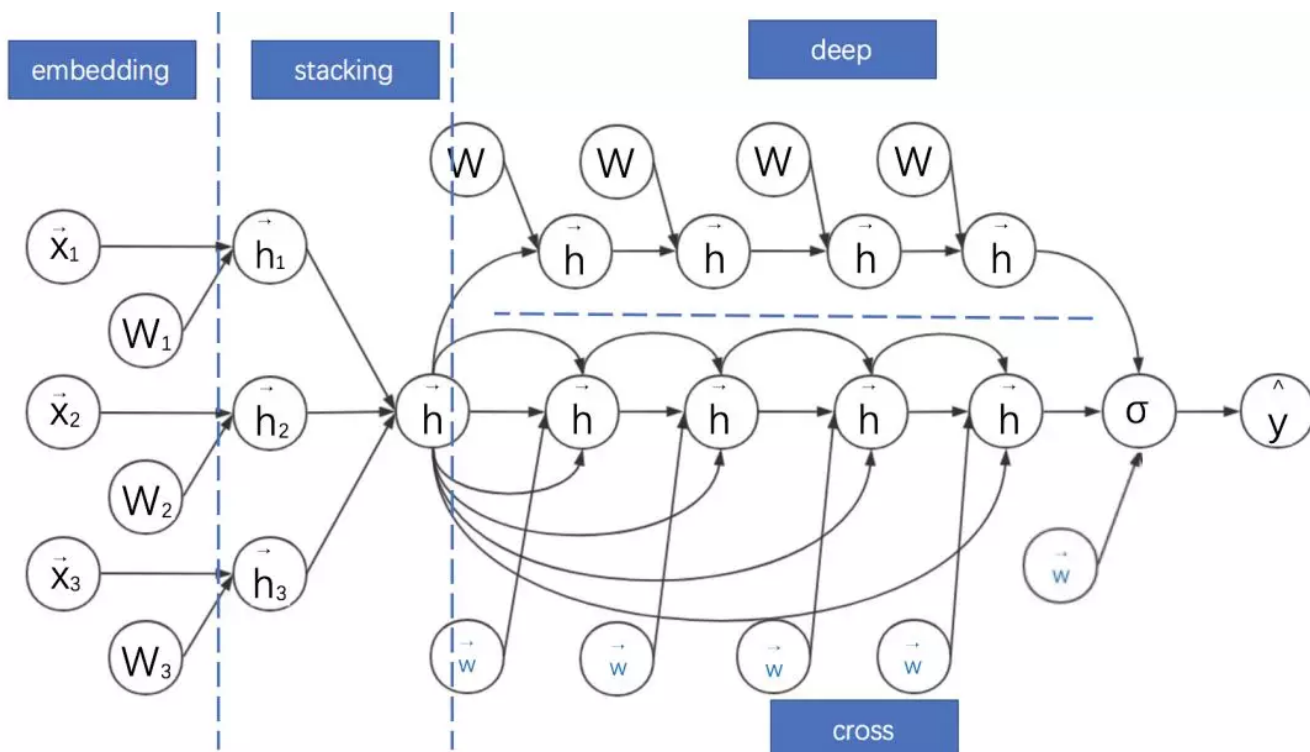 embedding
stacking
deep
W W W W
x⃗₁ h⃗₁ h⃗ h⃗ h⃗ h⃗
W₁
x⃗₂ h⃗₂ h⃗ h⃗ h⃗ h⃗ h⃗ σ ŷ
W₂
x⃗₃ h⃗₃ w⃗
W₃ w⃗ w⃗ w⃗ w⃗
cross